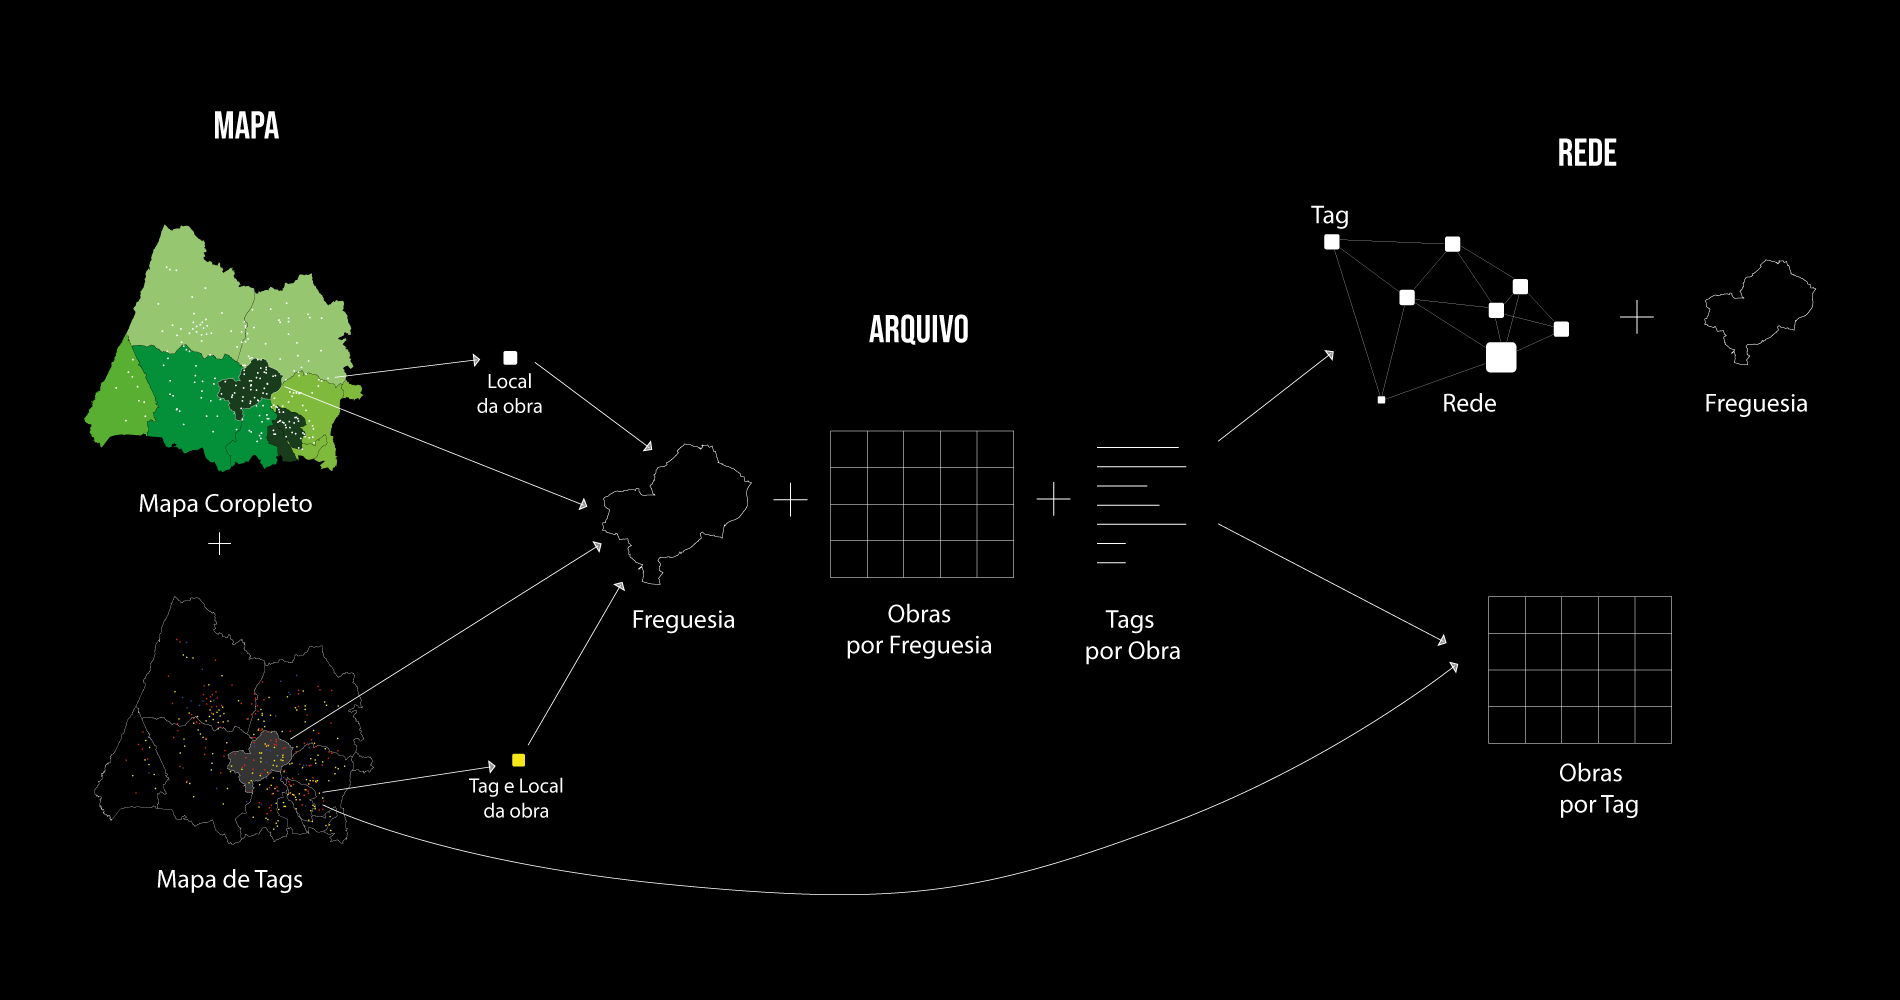 MAPA
Mapa Coropleto
Mapa de Tags
Local
da obra
Tag e Local
da obra
ARQUIVO
Freguesia
Obras
por Freguesia
Tags
por Obra
REDE
Tag
Rede
Freguesia
Obras
por Tag